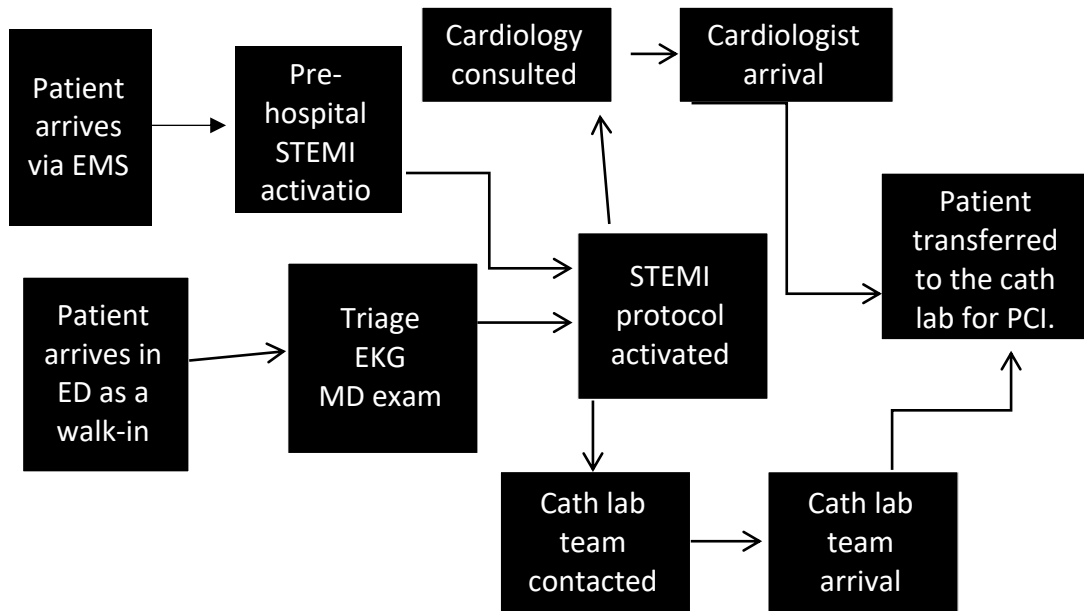 Patient
arrives
via EMS
Pre-
hospital
STEMI
activatio
Cardiology
consulted
Cardiologist
arrival
Patient
arrives in
ED as a
walk-in
Triage
EKG
MD exam
STEMI
protocol
activated
Patient
transferred
to the cath
lab for PCI.
Cath lab
team
contacted
Cath lab
team
arrival